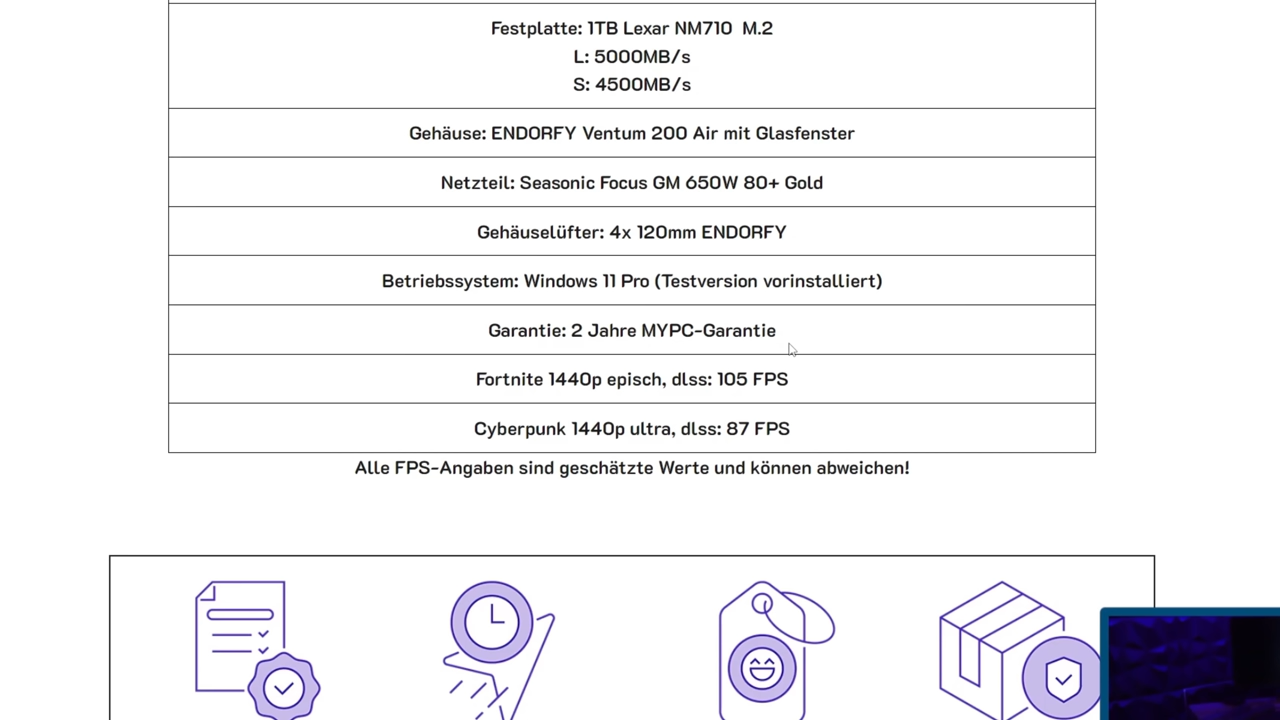 Festplatte: 1TB Lexar NM710 M.2
L: 5000MB/s
S: 4500MB/s
Gehäuse: ENDORFY Ventum 200 Air mit Glasfenster
Netzteil: Seasonic Focus GM 650W 80+ Gold
Gehäuselüfter: 4x 120mm ENDORFY
Betriebssystem: Windows 11 Pro (Testversion vorinstalliert)
Garantie: 2 Jahre MYPC-Garantie
Fortnite 1440p episch, dlss: 105 FPS
Cyberpunk 1440p ultra, dlss: 87 FPS
Alle FPS-Angaben sind geschätzte Werte und können abweichen!